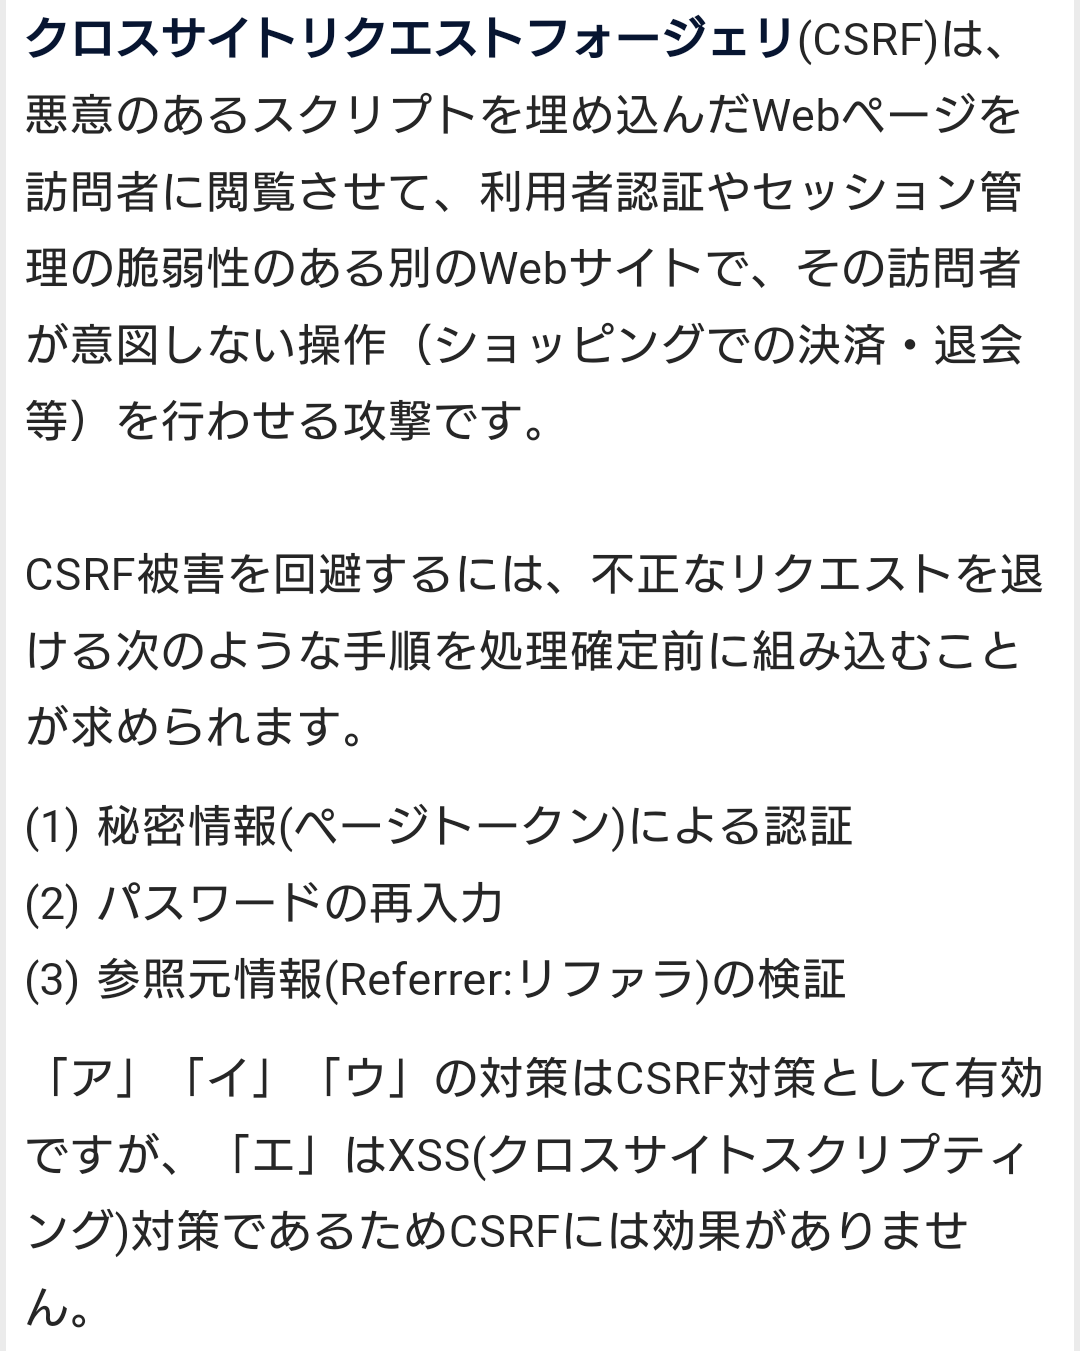 クロスサイトリクエストフォージェリ(CSRF)は、
悪意のあるスクリプトを埋め込んだWebページを
訪問者に閲覧させて、利用者認証やセッション管
理の脆弱性のある別のWebサイトで、その訪問者
が意図しない操作（ショッピングでの決済・退会
等）を行わせる攻撃です。
CSRF被害を回避するには、不正なリクエストを退
ける次のような手順を処理確定前に組み込むこと
が求められます。
(1) 秘密情報(ページトークン)による認証
(2) パスワードの再入力
(3) 参照元情報(Referrer:リファラ)の検証
「ア」「イ」「ウ」の対策はCSRF対策として有効
ですが、「エ」はXSS(クロスサイトスクリプティ
ング)対策であるためCSRFには効果がありませ
ん。